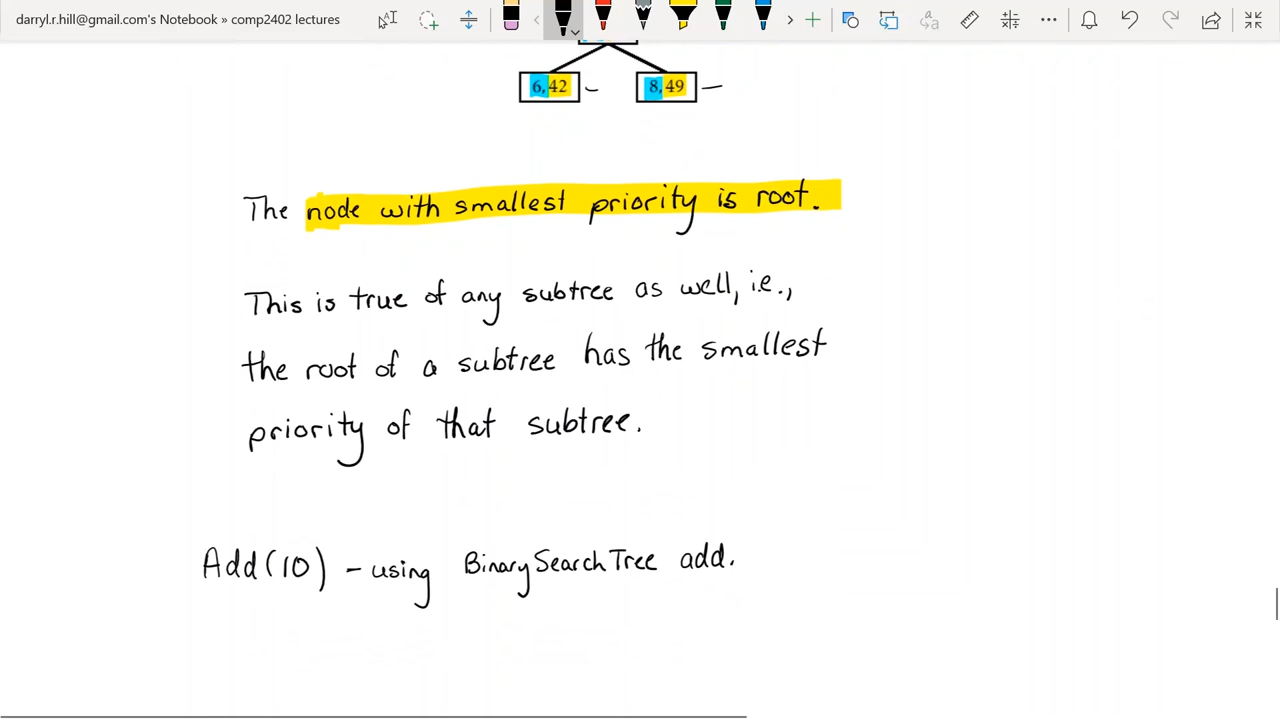 darryl.r.hill@gmail.com's Notebook » comp2402 lectures
6,42 8,49
The node with smallest priority is root.
This is true of any subtree as well, i.e.,
the root of a subtree has the smallest
priority of that subtree.
Add(10) - using BinarySearchTree add.